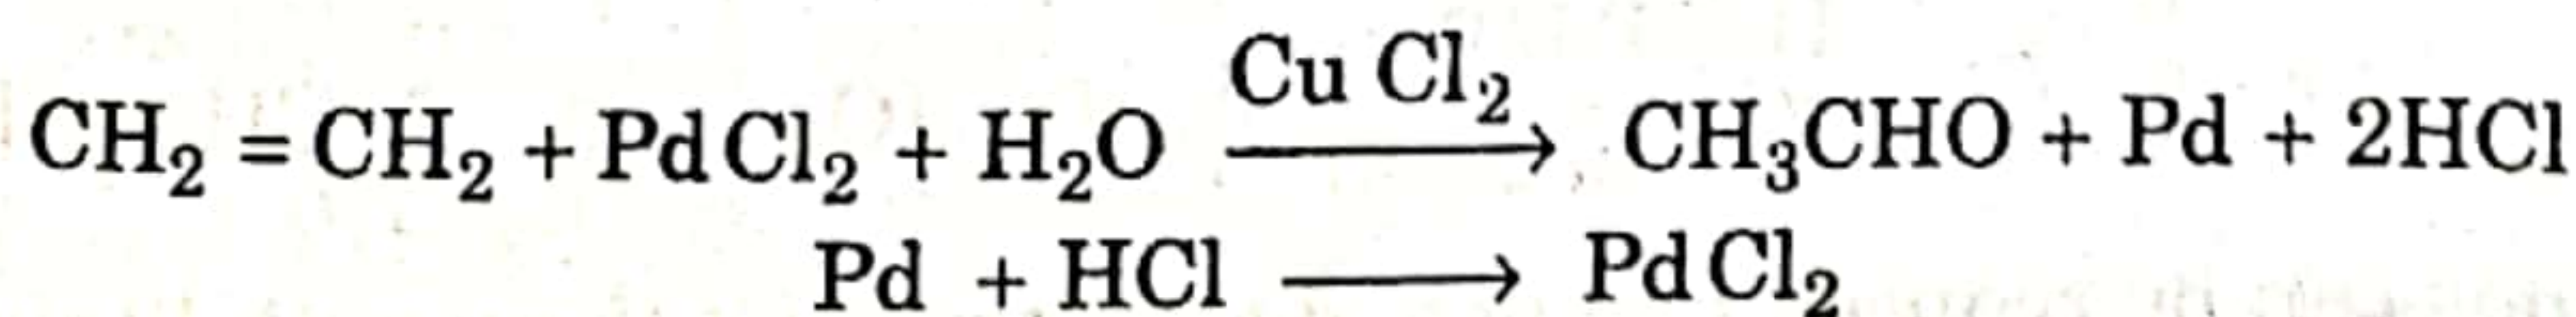 CH₂ = CH₂ + PdCl₂ + H₂O —CuCl₂→ CH₃CHO + Pd + 2HCl
Pd + HCl ⟶ PdCl₂